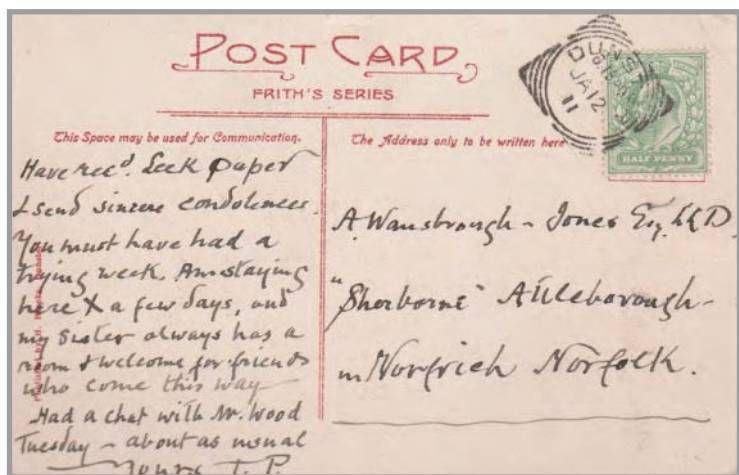 POST CARD
FRITH'S SERIES
This Space may be used for Communication.
The Address only to be written here
DUNST
JA 12
11
HALF PENNY
Have recd. Leek paper
& send sincere condolences.
You must have had a
trying week. Am staying
here X a few days, and
my sister always has a
room & welcome for friends
who come this way
Had a chat with Mr. Wood
Tuesday – about as usual
Yours T. P.
A. Wansbrough – Jones Esq. LLD
"Sherborne" Attleborough –
nr Norwich Norfolk.